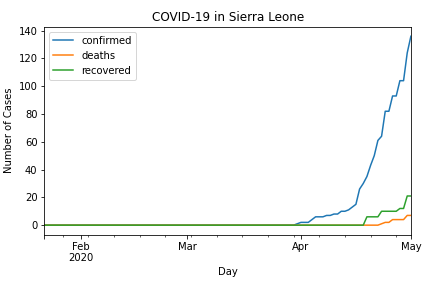 COVID-19 in Sierra Leone
confirmed
deaths
recovered
Number of Cases
140
120
100
80
60
40
20
0
Feb
2020
Mar
Apr
May
Day